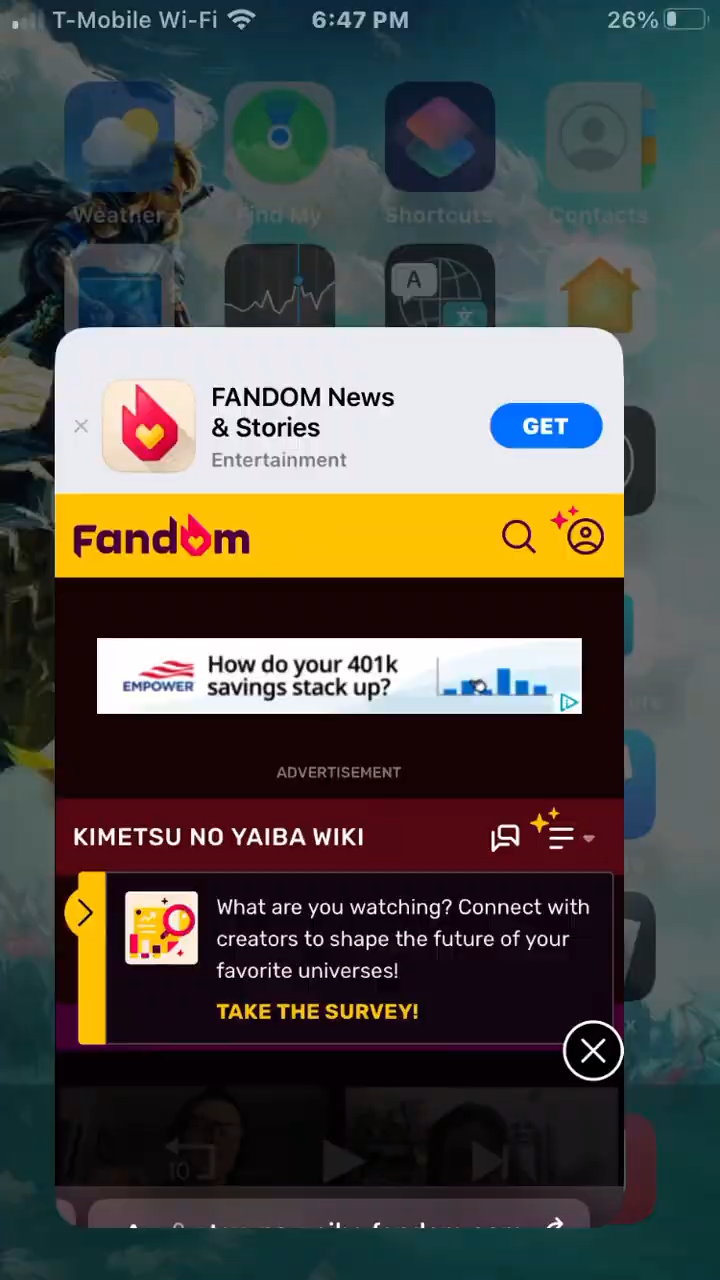 T-Mobile Wi-Fi 6:47 PM 26%
Weather Find My Shortcuts Contacts
A 文
FANDOM News
& Stories
GET
Entertainment
Fandom
EMPOWER
How do your 401k
savings stack up?
ADVERTISEMENT
KIMETSU NO YAIBA WIKI
What are you watching? Connect with
creators to shape the future of your
favorite universes!
TAKE THE SURVEY!
10